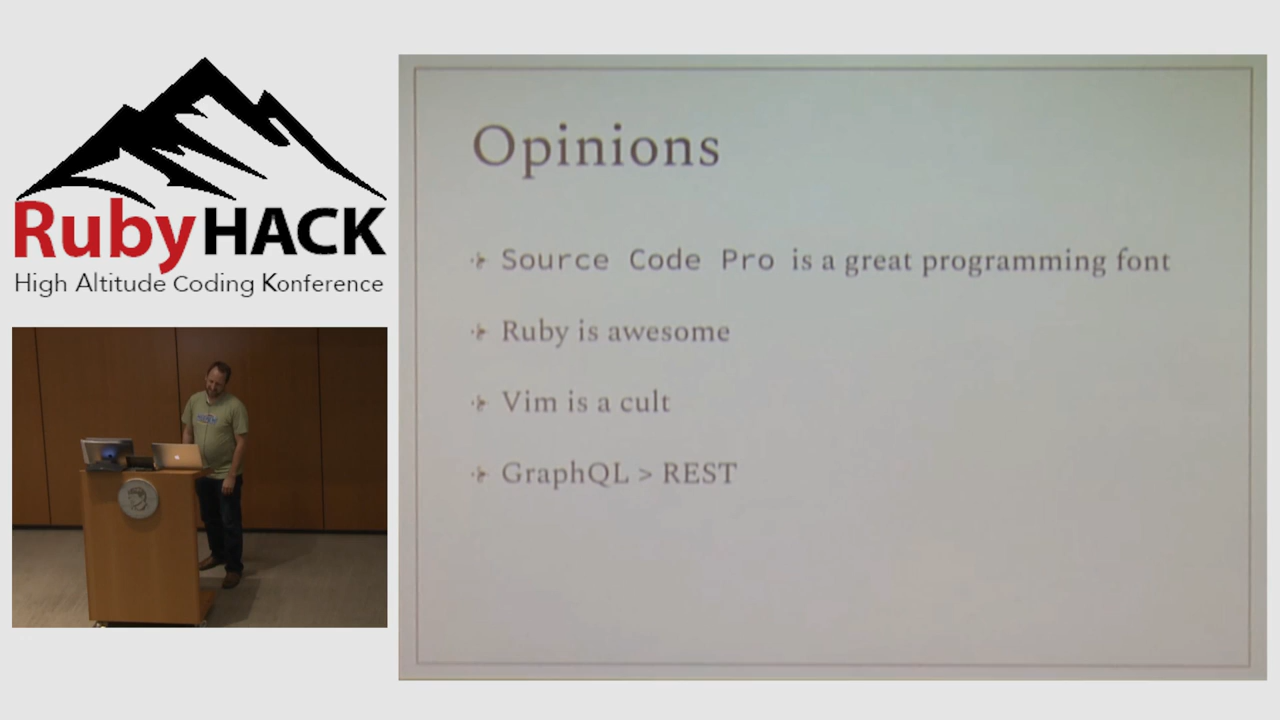 RubyHACK
High Altitude Coding Konference
Opinions
Source Code Pro is a great programming font
Ruby is awesome
Vim is a cult
GraphQL > REST